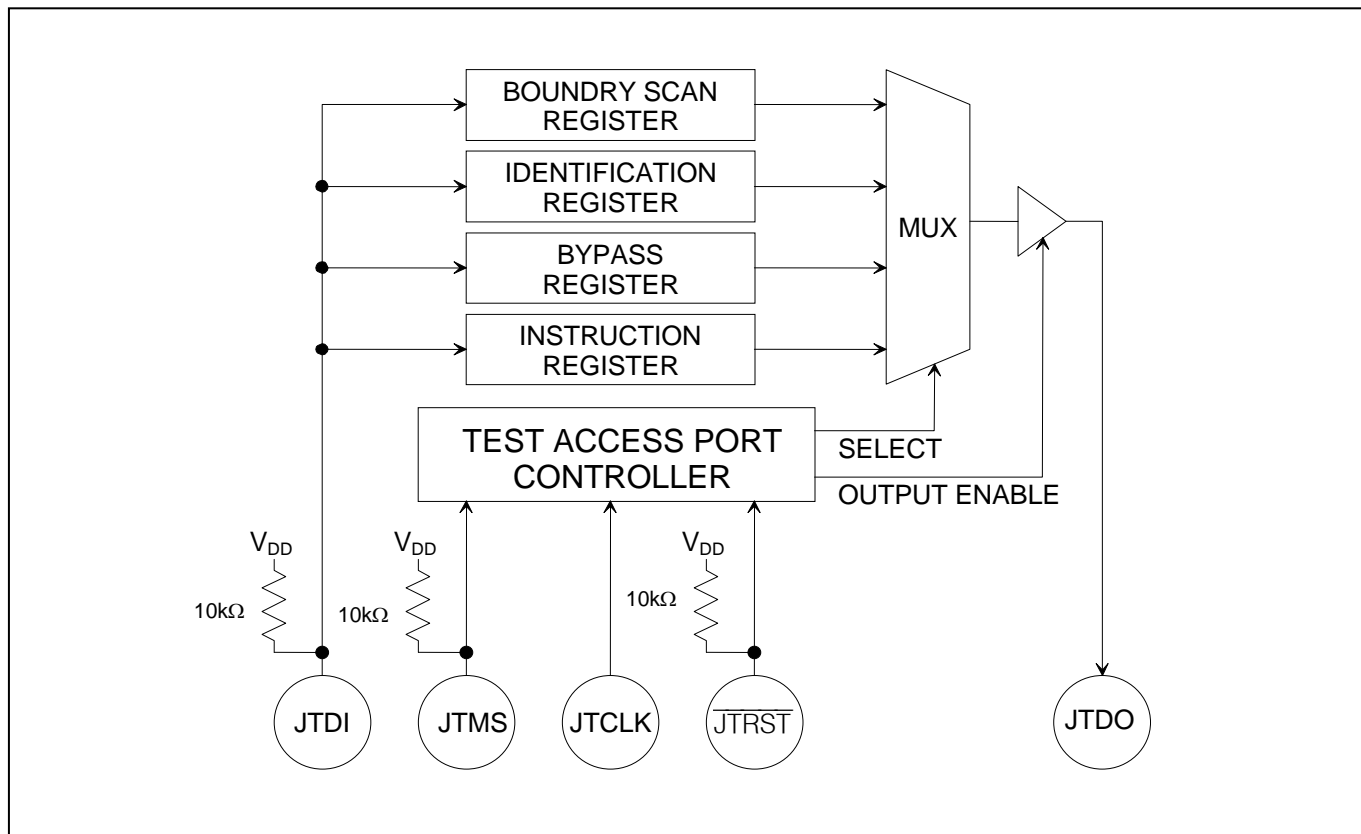 BOUNDRY SCAN
REGISTER
IDENTIFICATION
REGISTER
BYPASS
REGISTER
INSTRUCTION
REGISTER
MUX
TEST ACCESS PORT
CONTROLLER
SELECT
OUTPUT ENABLE
VDD
10kΩ
VDD
10kΩ
VDD
10kΩ
JTDI
JTMS
JTCLK
JTRST
JTDO